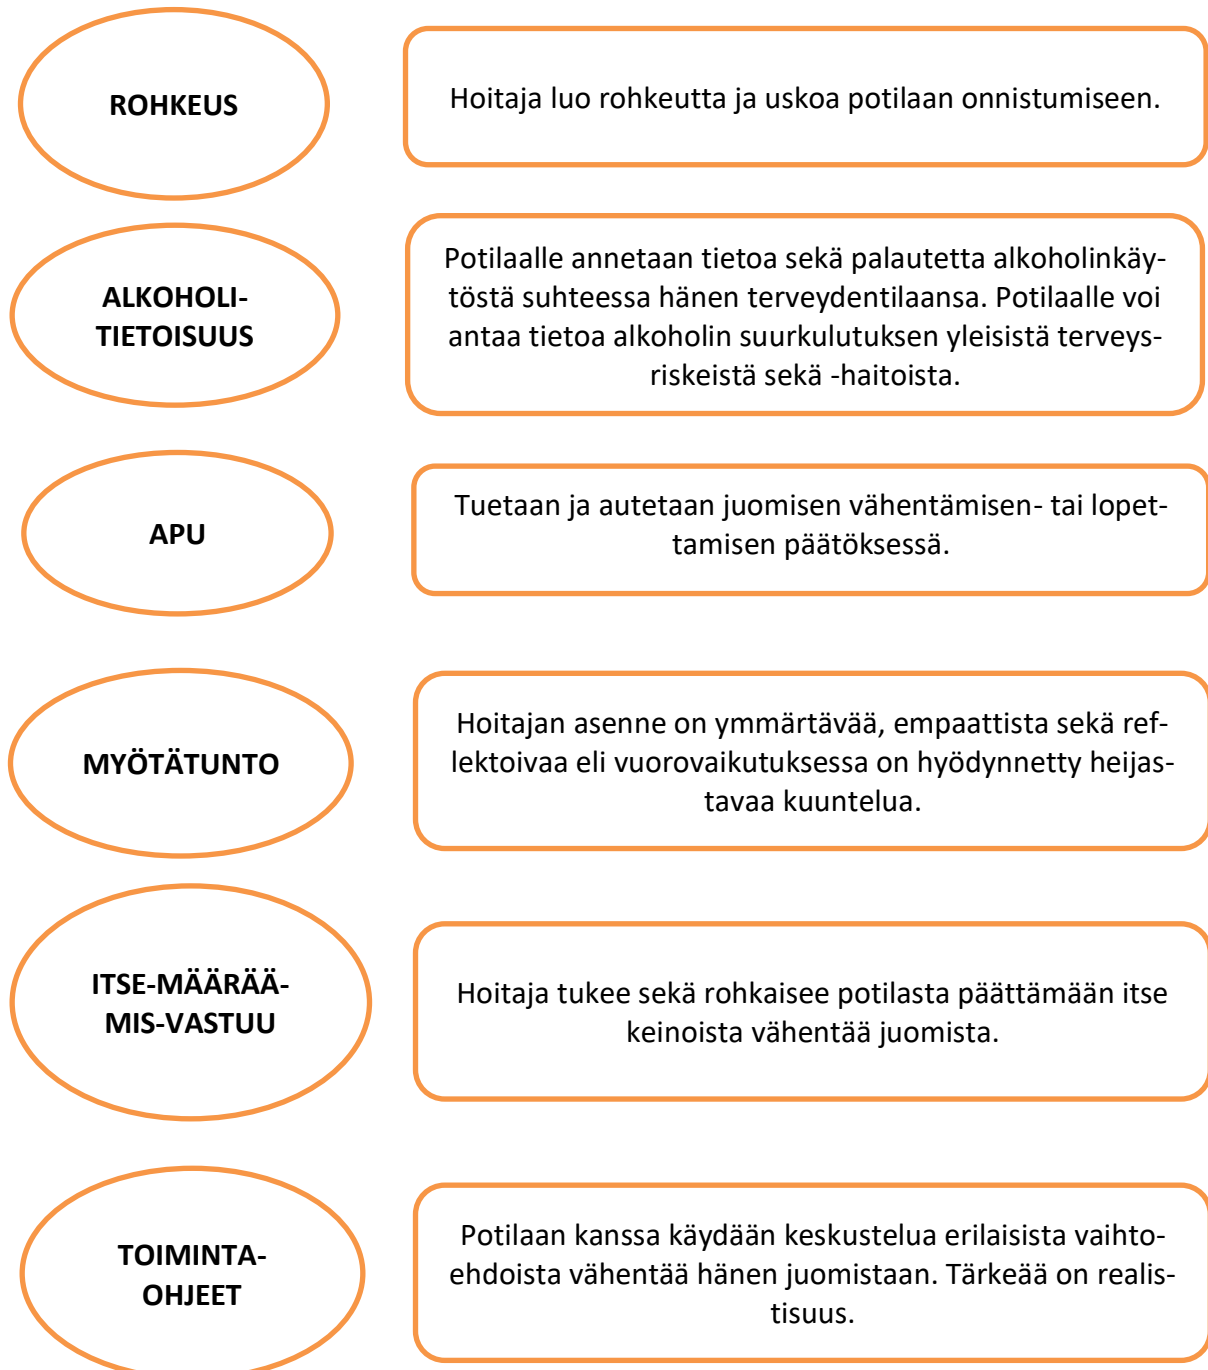 ROHKEUS
Hoitaja luo rohkeutta ja uskoa potilaan onnistumiseen.
ALKOHOLI-
TIETOISUUS
Potilaalle annetaan tietoa sekä palautetta alkoholinkäy-
töstä suhteessa hänen terveydentilaansa. Potilaalle voi
antaa tietoa alkoholin suurkulutuksen yleisistä terveys-
riskeistä sekä -haitoista.
APU
Tuetaan ja autetaan juomisen vähentämisen- tai lopet-
tamisen päätöksessä.
MYÖTÄTUNTO
Hoitajan asenne on ymmärtävää, empaattista sekä ref-
lektoivaa eli vuorovaikutuksessa on hyödynnetty heijas-
tavaa kuuntelua.
ITSE-MÄÄRÄÄ-
MIS-VASTUU
Hoitaja tukee sekä rohkaisee potilasta päättämään itse
keinoista vähentää juomista.
TOIMINTA-
OHJEET
Potilaan kanssa käydään keskustelua erilaisista vaihto-
ehdoista vähentää hänen juomistaan. Tärkeää on realis-
tisuus.